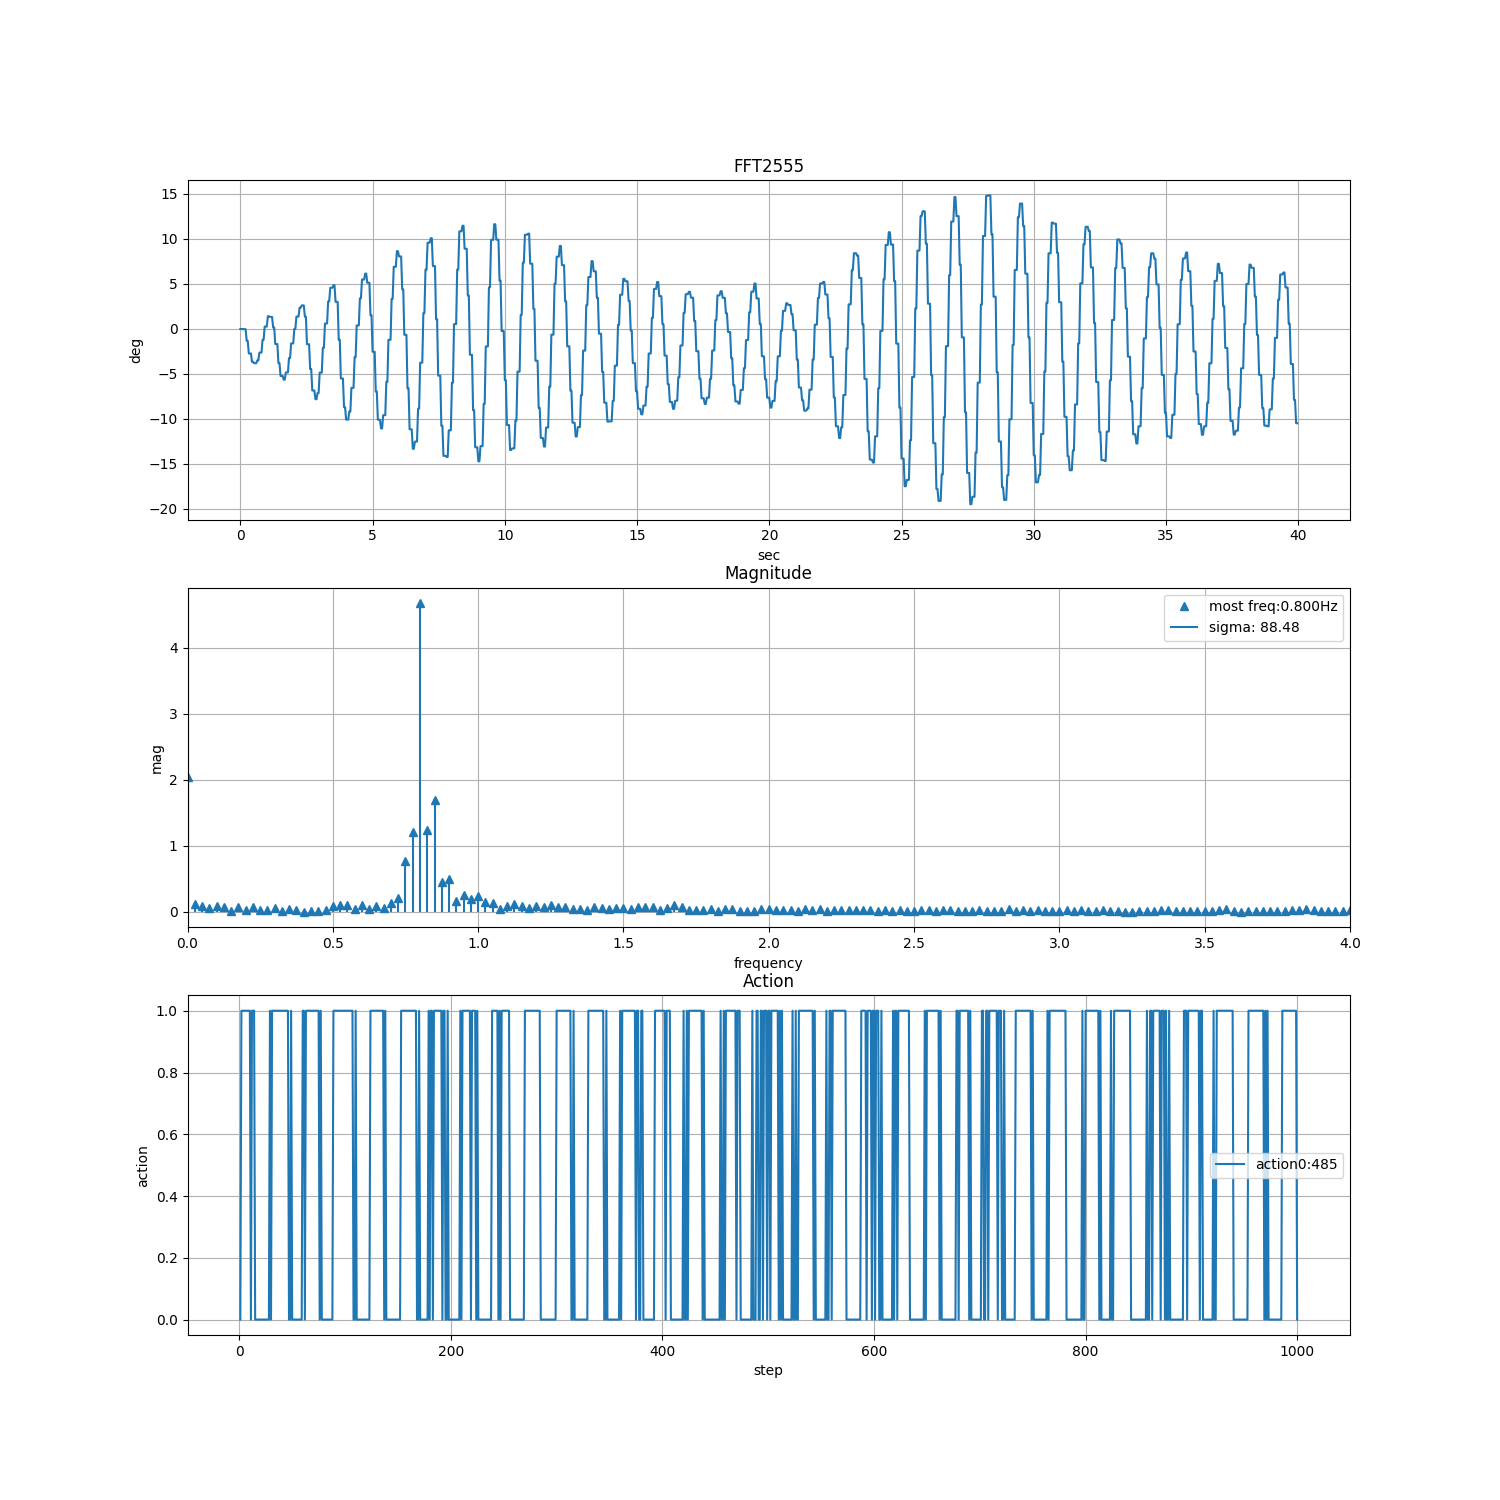 FFT2555
15
10
5
0
−5
−10
−15
−20
deg
0 5 10 15 20 25 30 35 40
sec
Magnitude
most freq:0.800Hz
sigma: 88.48
4
3
2
1
0
mag
0.0 0.5 1.0 1.5 2.0 2.5 3.0 3.5 4.0
frequency
Action
1.0
0.8
0.6
0.4
0.2
0.0
action
action0:485
0 200 400 600 800 1000
step